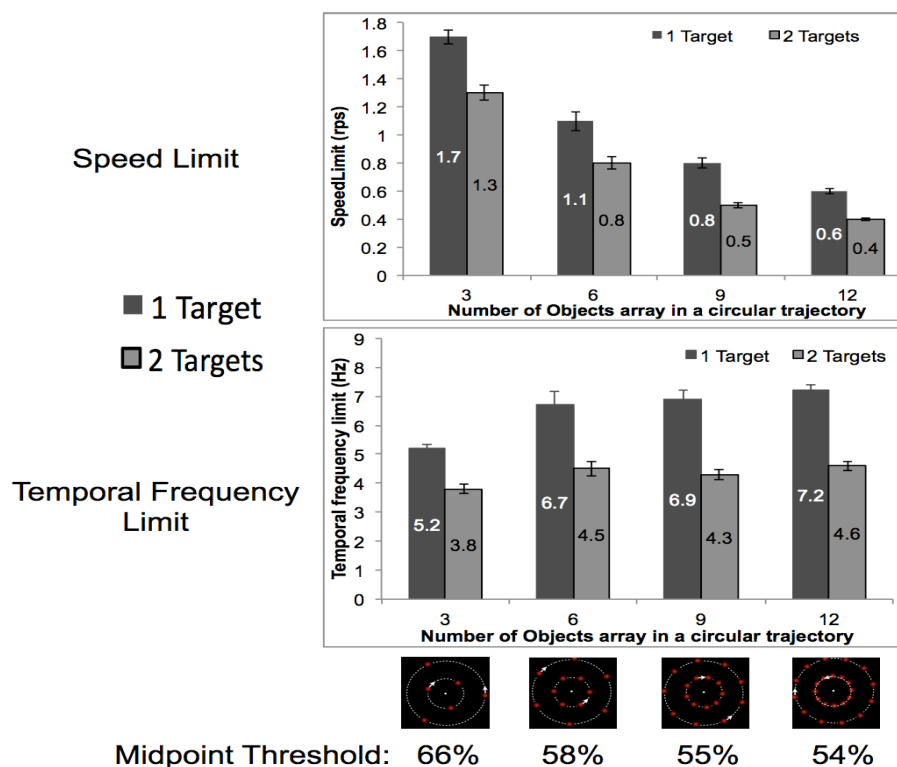 1.8
1.6
1.4
1.2
1
0.8
0.6
0.4
0.2
0
SpeedLimit (rps)
1 Target 2 Targets
1.7 1.3 1.1 0.8 0.8 0.5 0.6 0.4
3 6 9 12
Number of Objects array in a circular trajectory
Speed Limit
1 Target
2 Targets
9
8
7
6
5
4
3
2
1
0
Temporal frequency limit (Hz)
1 Target 2 Targets
5.2 3.8 6.7 4.5 6.9 4.3 7.2 4.6
3 6 9 12
Number of Objects array in a circular trajectory
Temporal Frequency
Limit
Midpoint Threshold: 66% 58% 55% 54%